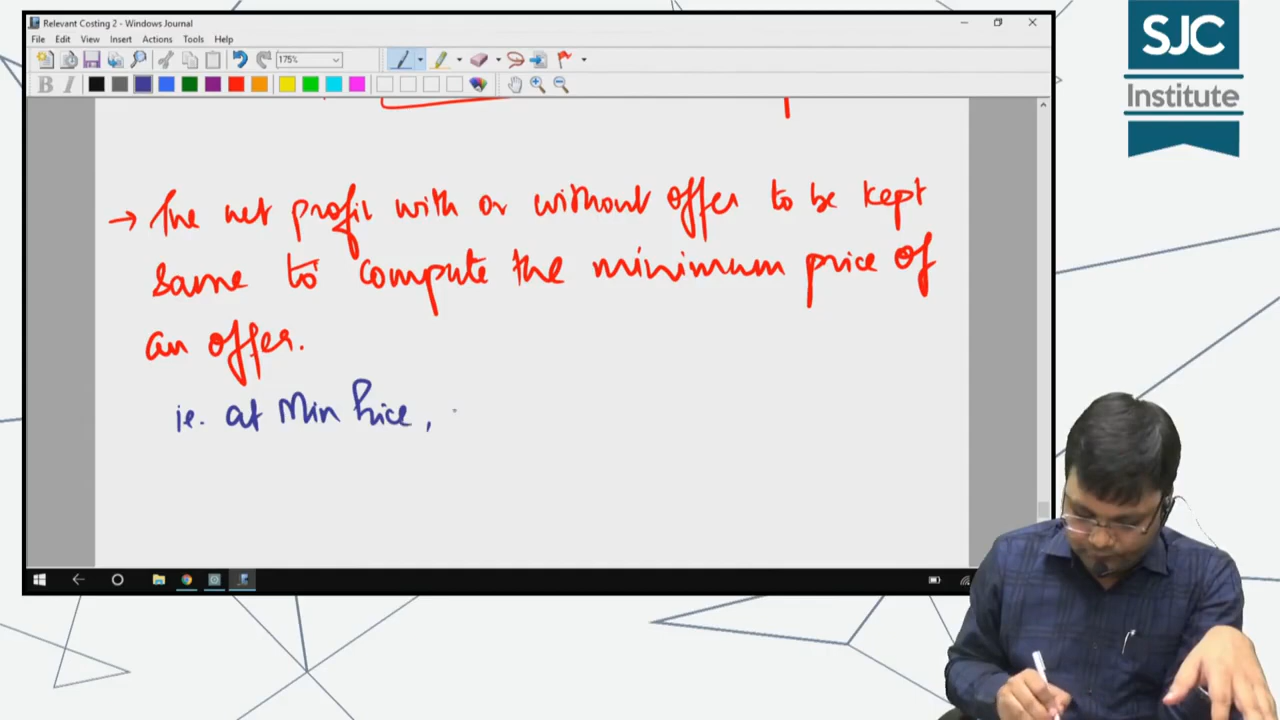 Relevant Costing 2 - Windows Journal
File Edit View Insert Actions Tools Help
175%
B I
→ The net profit with or without offer to be kept
same to compute the minimum price of
an offer.
ie. at Min Price,
SJC
Institute